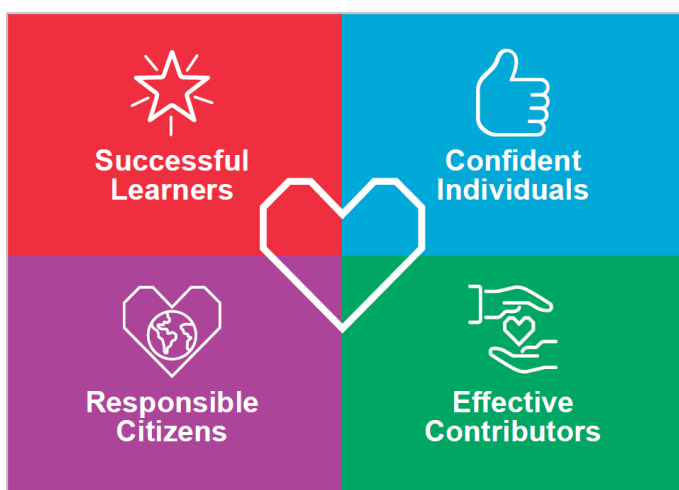 Successful
Learners
Confident
Individuals
Responsible
Citizens
Effective
Contributors